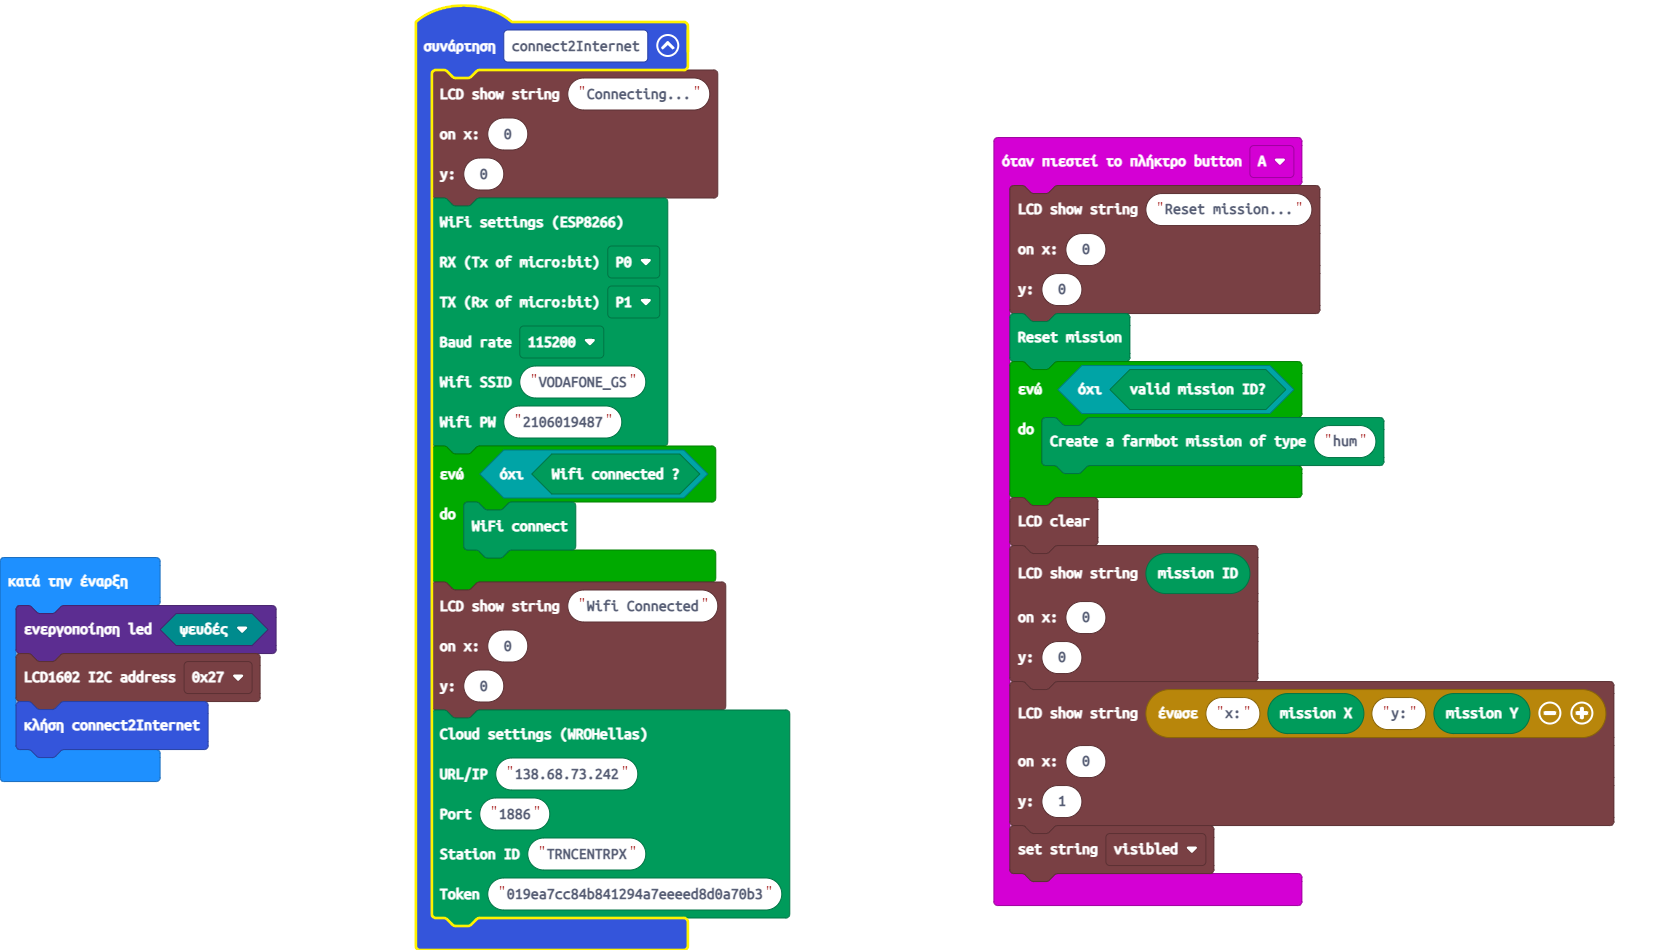 κατά την έναρξη
ενεργοποίηση led ψευδές
LCD1602 I2C address 0x27
κλήση connect2Internet
συνάρτηση connect2Internet
LCD show string "Connecting..."
on x: 0
y: 0
WiFi settings (ESP8266)
RX (Tx of micro:bit) P0
TX (Rx of micro:bit) P1
Baud rate 115200
Wifi SSID "VODAFONE_GS"
Wifi PW "2106019487"
ενώ όχι Wifi connected ?
do WiFi connect
LCD show string "Wifi Connected"
on x: 0
y: 0
Cloud settings (WROHellas)
URL/IP "138.68.73.242"
Port "1886"
Station ID "TRNCENTRPX"
Token "019ea7cc84b841294a7eeeed8d0a70b3"
όταν πιεστεί το πλήκτρο button A
LCD show string "Reset mission..."
on x: 0
y: 0
Reset mission
ενώ όχι valid mission ID?
do Create a farmbot mission of type "hum"
LCD clear
LCD show string mission ID
on x: 0
y: 0
LCD show string ένωσε "x:" mission X "y:" mission Y
on x: 0
y: 1
set string visibled